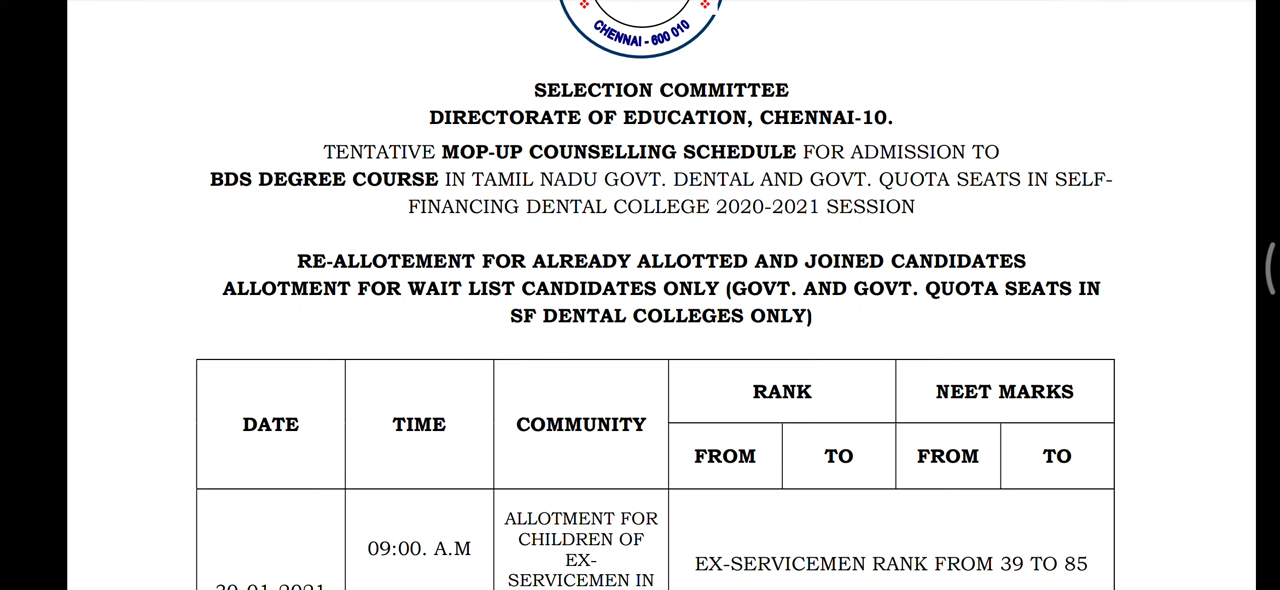 CHENNAI - 600 010
SELECTION COMMITTEE
DIRECTORATE OF EDUCATION, CHENNAI-10.
TENTATIVE MOP-UP COUNSELLING SCHEDULE FOR ADMISSION TO
BDS DEGREE COURSE IN TAMIL NADU GOVT. DENTAL AND GOVT. QUOTA SEATS IN SELF-
FINANCING DENTAL COLLEGE 2020-2021 SESSION
RE-ALLOTEMENT FOR ALREADY ALLOTTED AND JOINED CANDIDATES
ALLOTMENT FOR WAIT LIST CANDIDATES ONLY (GOVT. AND GOVT. QUOTA SEATS IN
SF DENTAL COLLEGES ONLY)
DATE
TIME
COMMUNITY
RANK
NEET MARKS
FROM
TO
FROM
TO
30-01-2021
09:00. A.M
ALLOTMENT FOR
CHILDREN OF
EX-
SERVICEMEN IN
EX-SERVICEMEN RANK FROM 39 TO 85